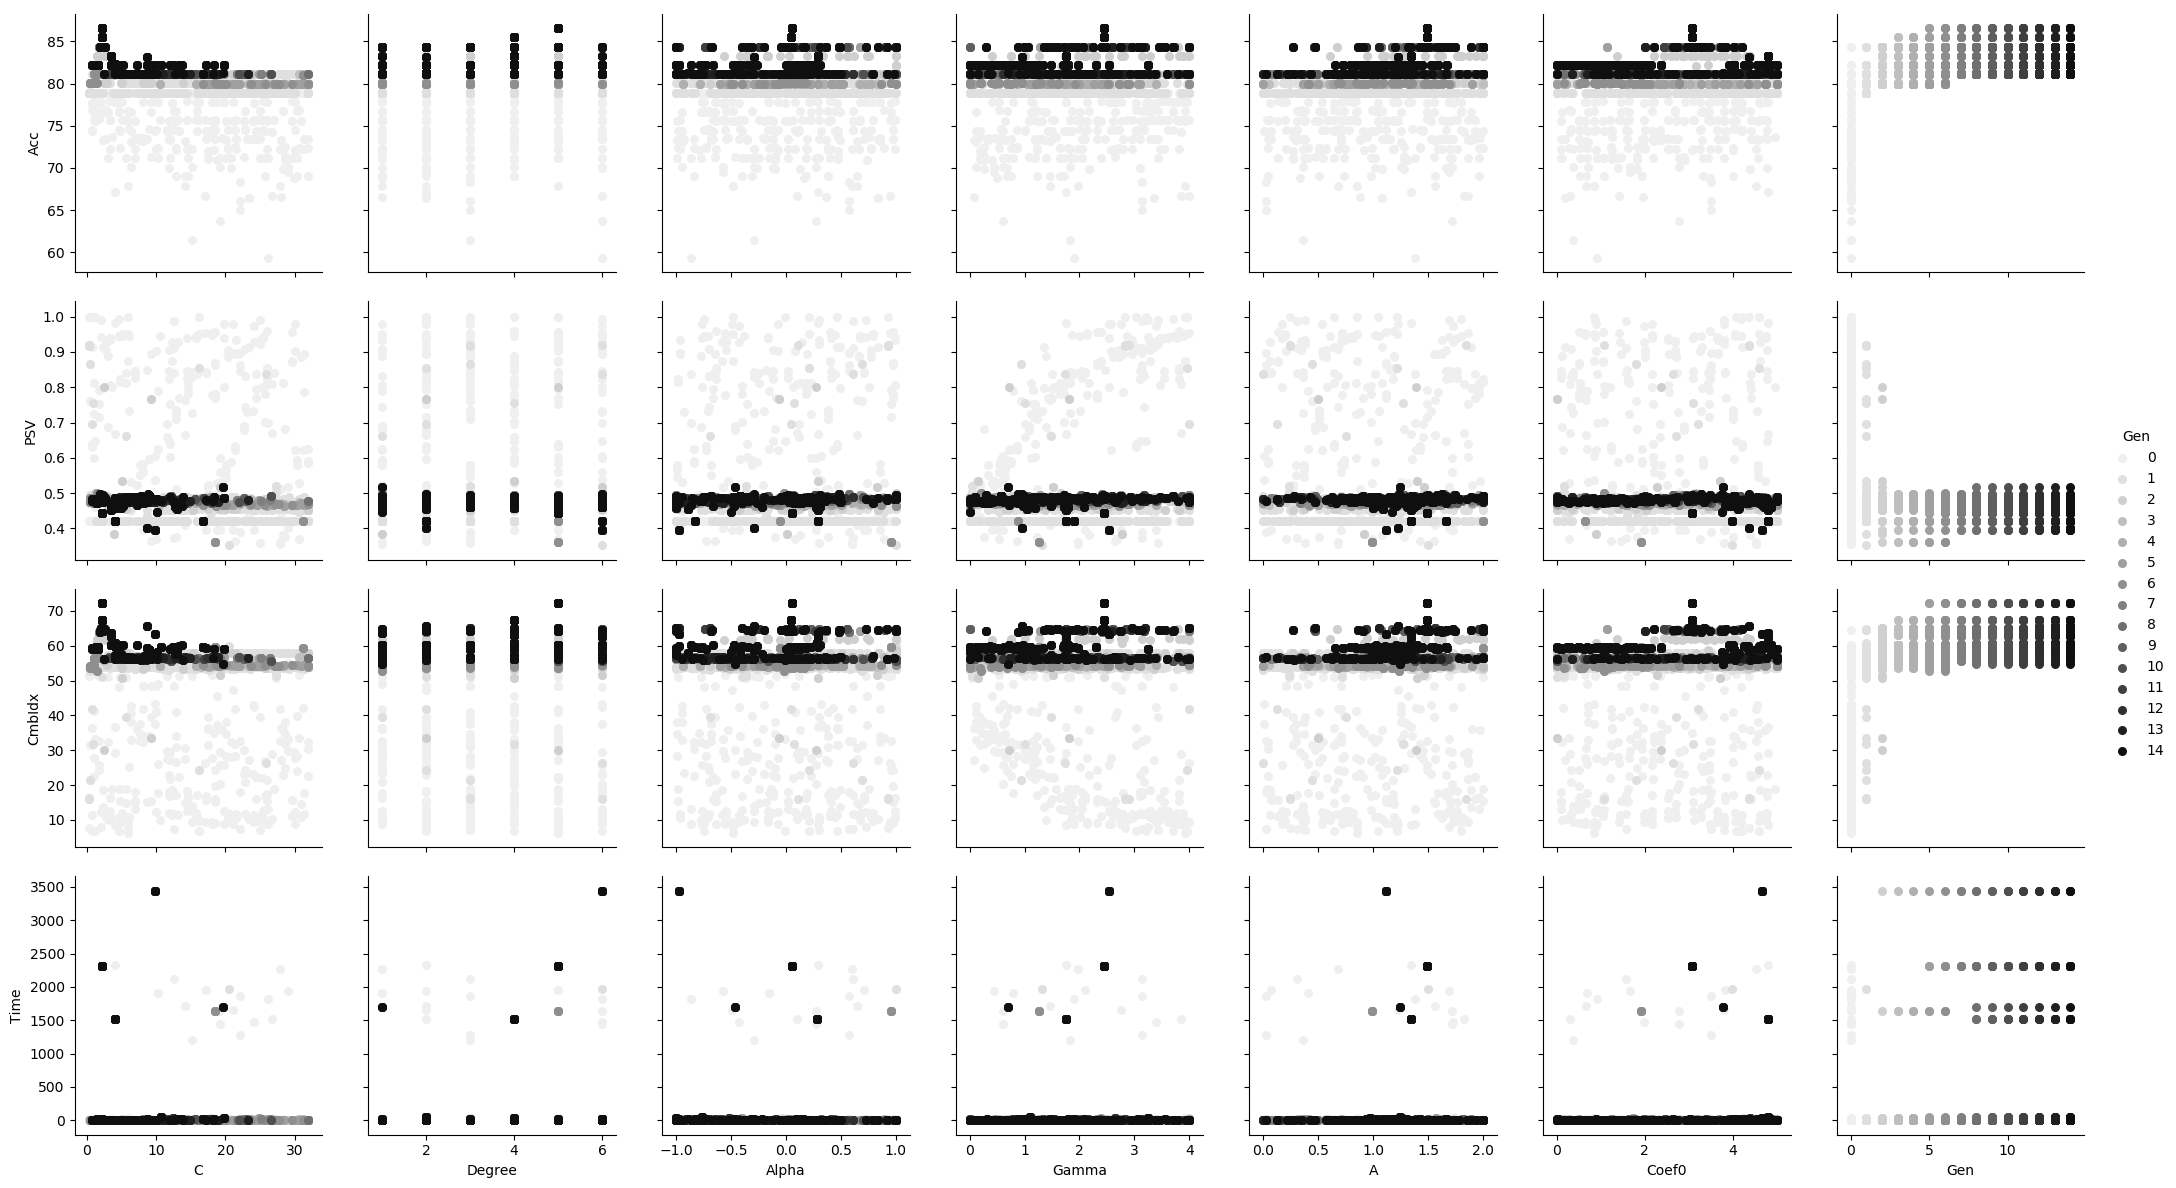 85
80
75
70
65
60
Acc
1.0
0.9
0.8
0.7
0.6
0.5
0.4
PSV
70
60
50
40
30
20
10
CmbIdx
3500
3000
2500
2000
1500
1000
500
0
Time
0 10 20 30
C
2 4 6
Degree
−1.0 −0.5 0.0 0.5 1.0
Alpha
0 1 2 3 4
Gamma
0.0 0.5 1.0 1.5 2.0
A
0 2 4
Coef0
0 5 10
Gen
Gen
0
1
2
3
4
5
6
7
8
9
10
11
12
13
14